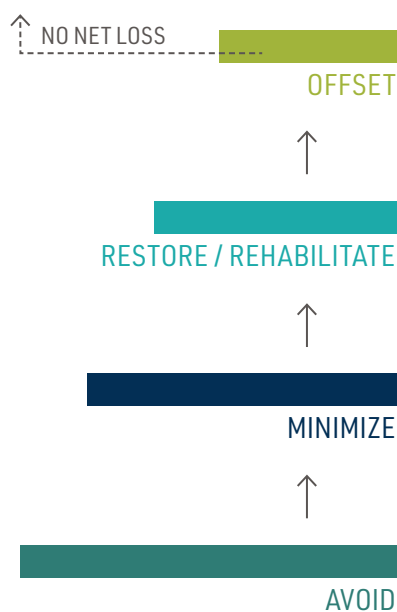 NO NET LOSS
OFFSET
RESTORE / REHABILITATE
MINIMIZE
AVOID